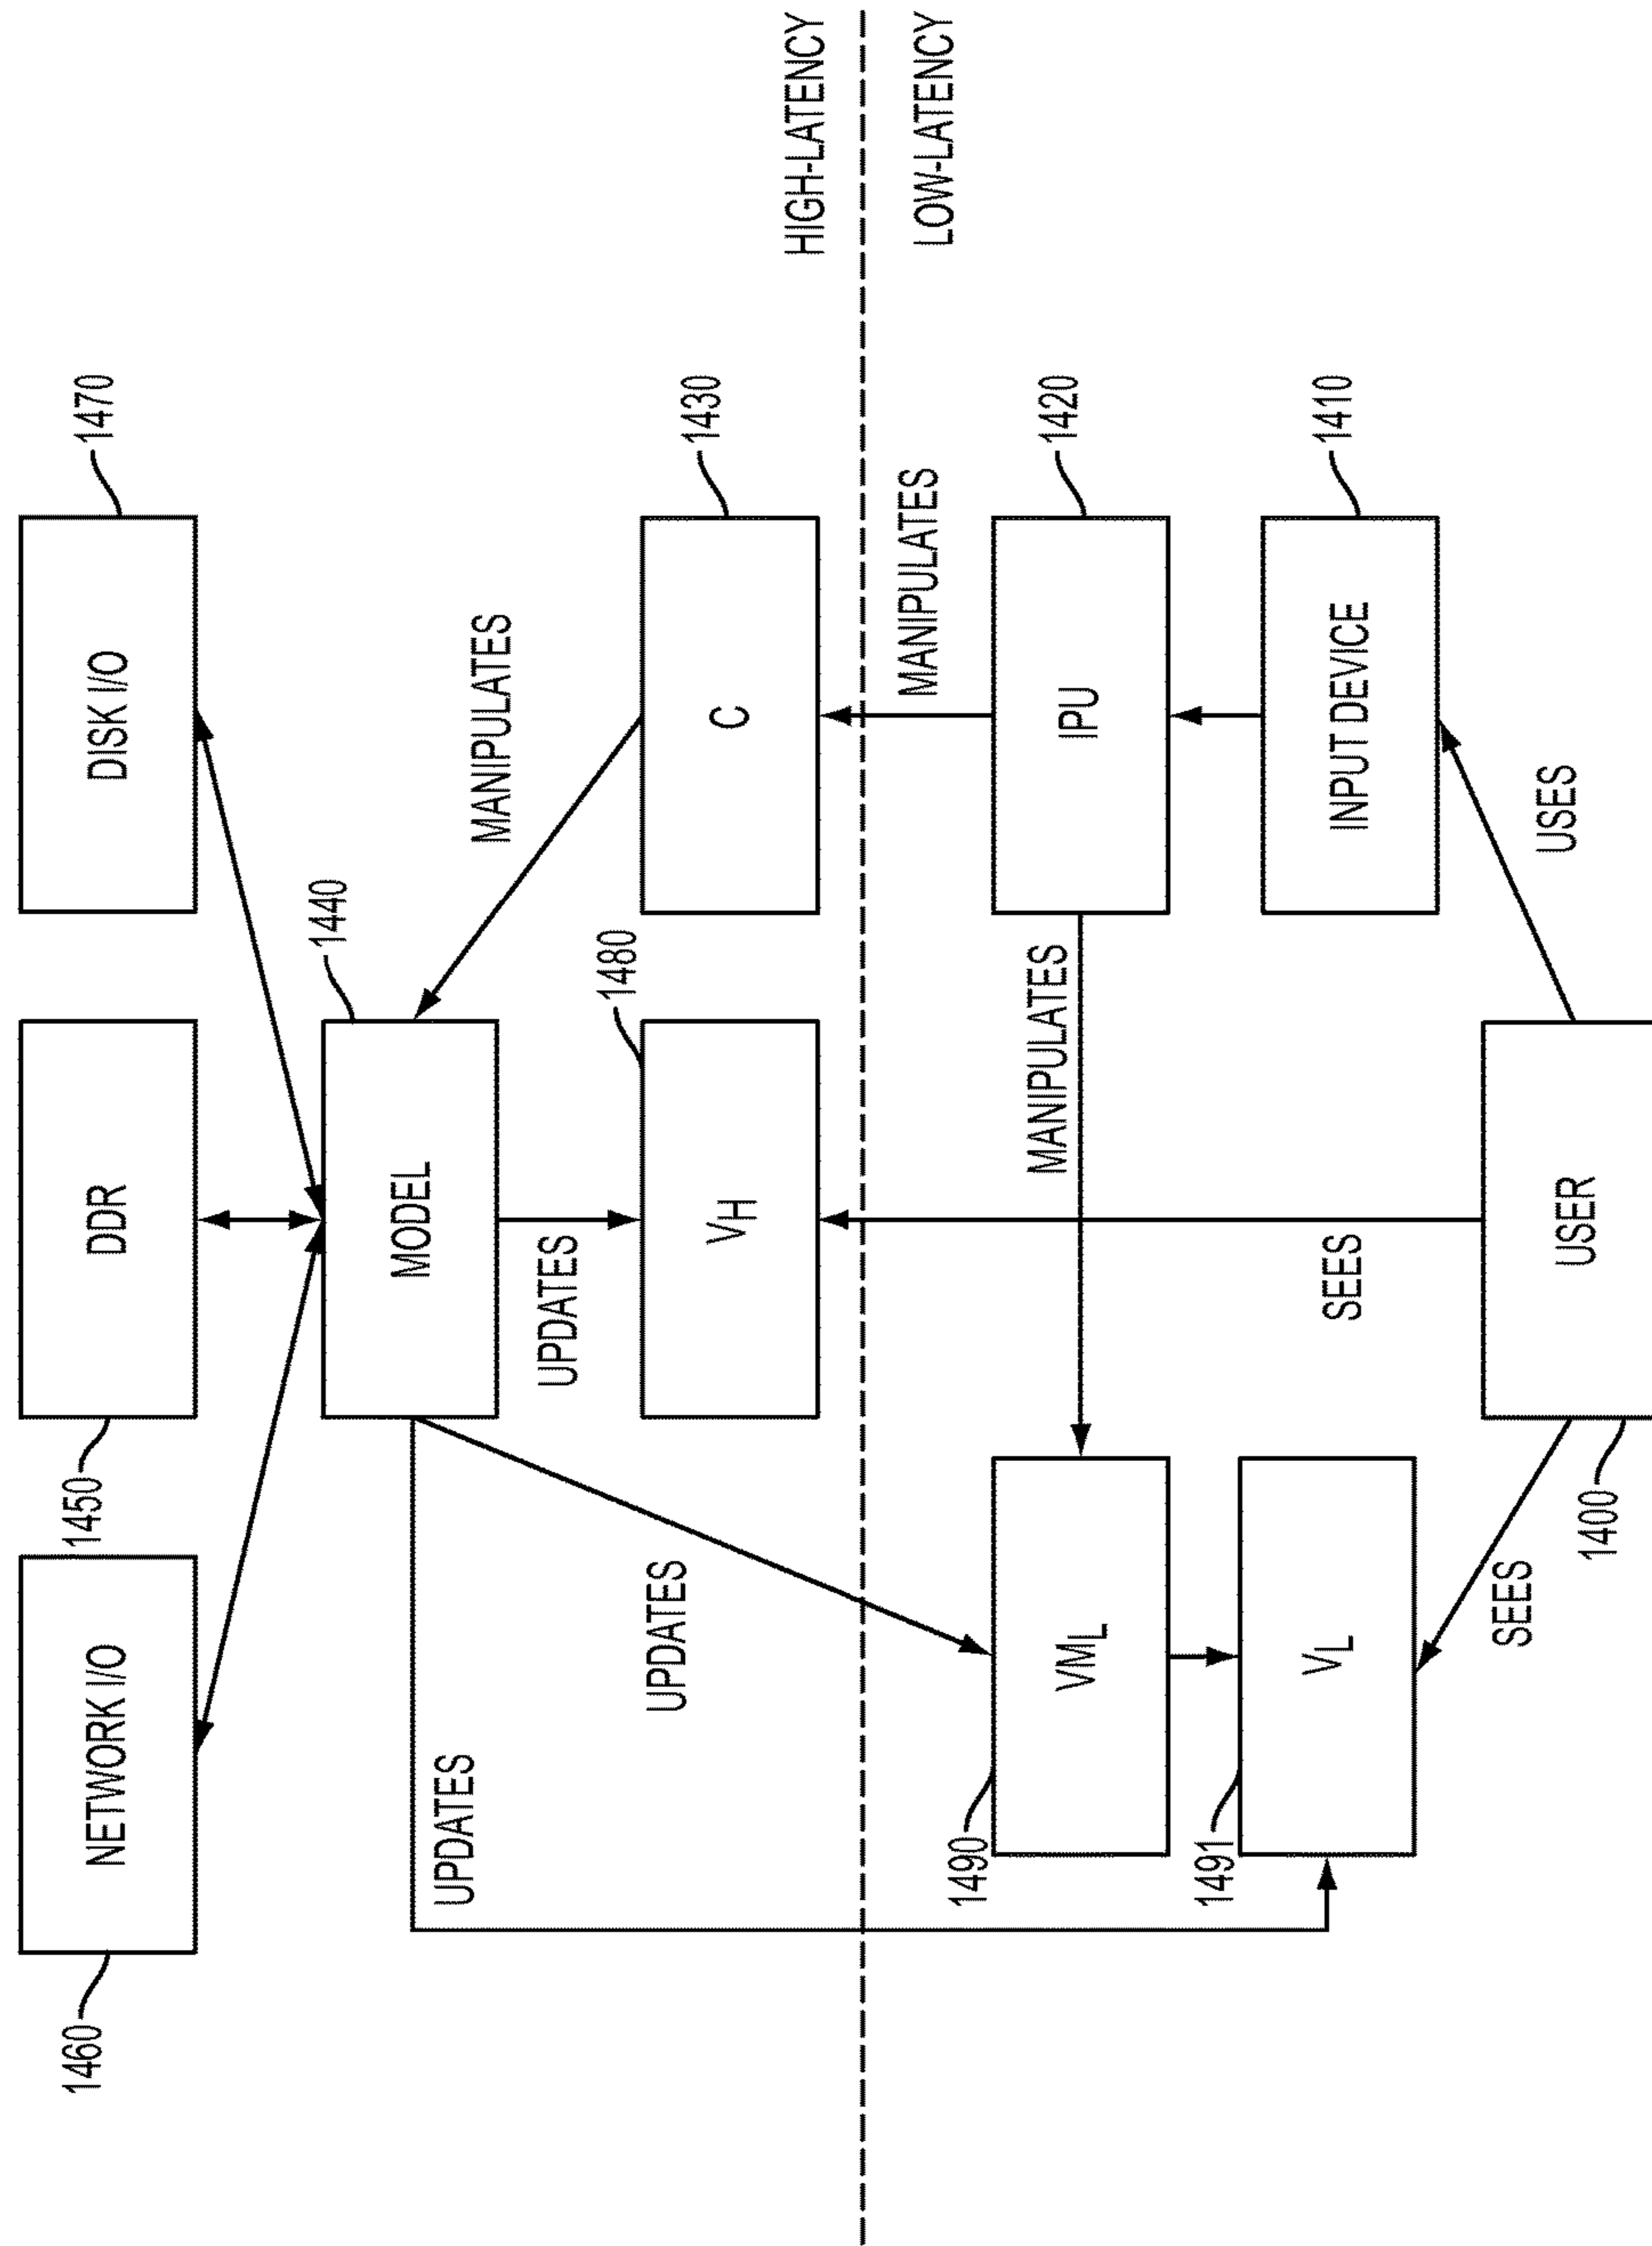 1460
NETWORK I/O
1450
DDR
DISK I/O
1470
1440
MODEL
UPDATES
MANIPULATES
UPDATES
1480
VH
C
1430
UPDATES
HIGH-LATENCY
LOW-LATENCY
MANIPULATES
1490
VML
MANIPULATES
IPU
1420
1491
VL
SEES
INPUT DEVICE
1410
SEES
USES
1400
USER